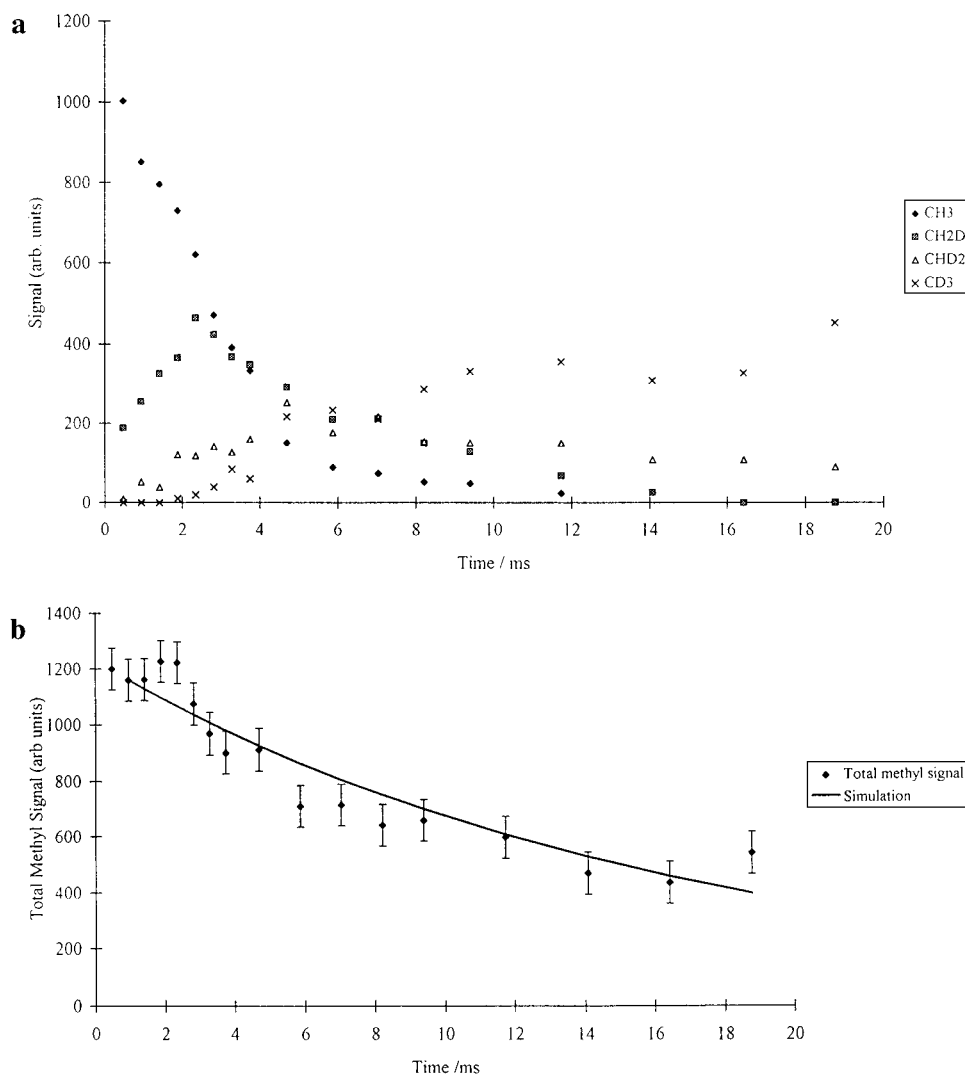 a
1200
1000
800
600
400
200
0
Signal (arb. units)
0 2 4 6 8 10 12 14 16 18 20
Time / ms
CH3
CH2D
CHD2
CD3
b
1400
1200
1000
800
600
400
200
0
Total Methyl Signal (arb units)
0 2 4 6 8 10 12 14 16 18 20
Time /ms
Total methyl signal
Simulation